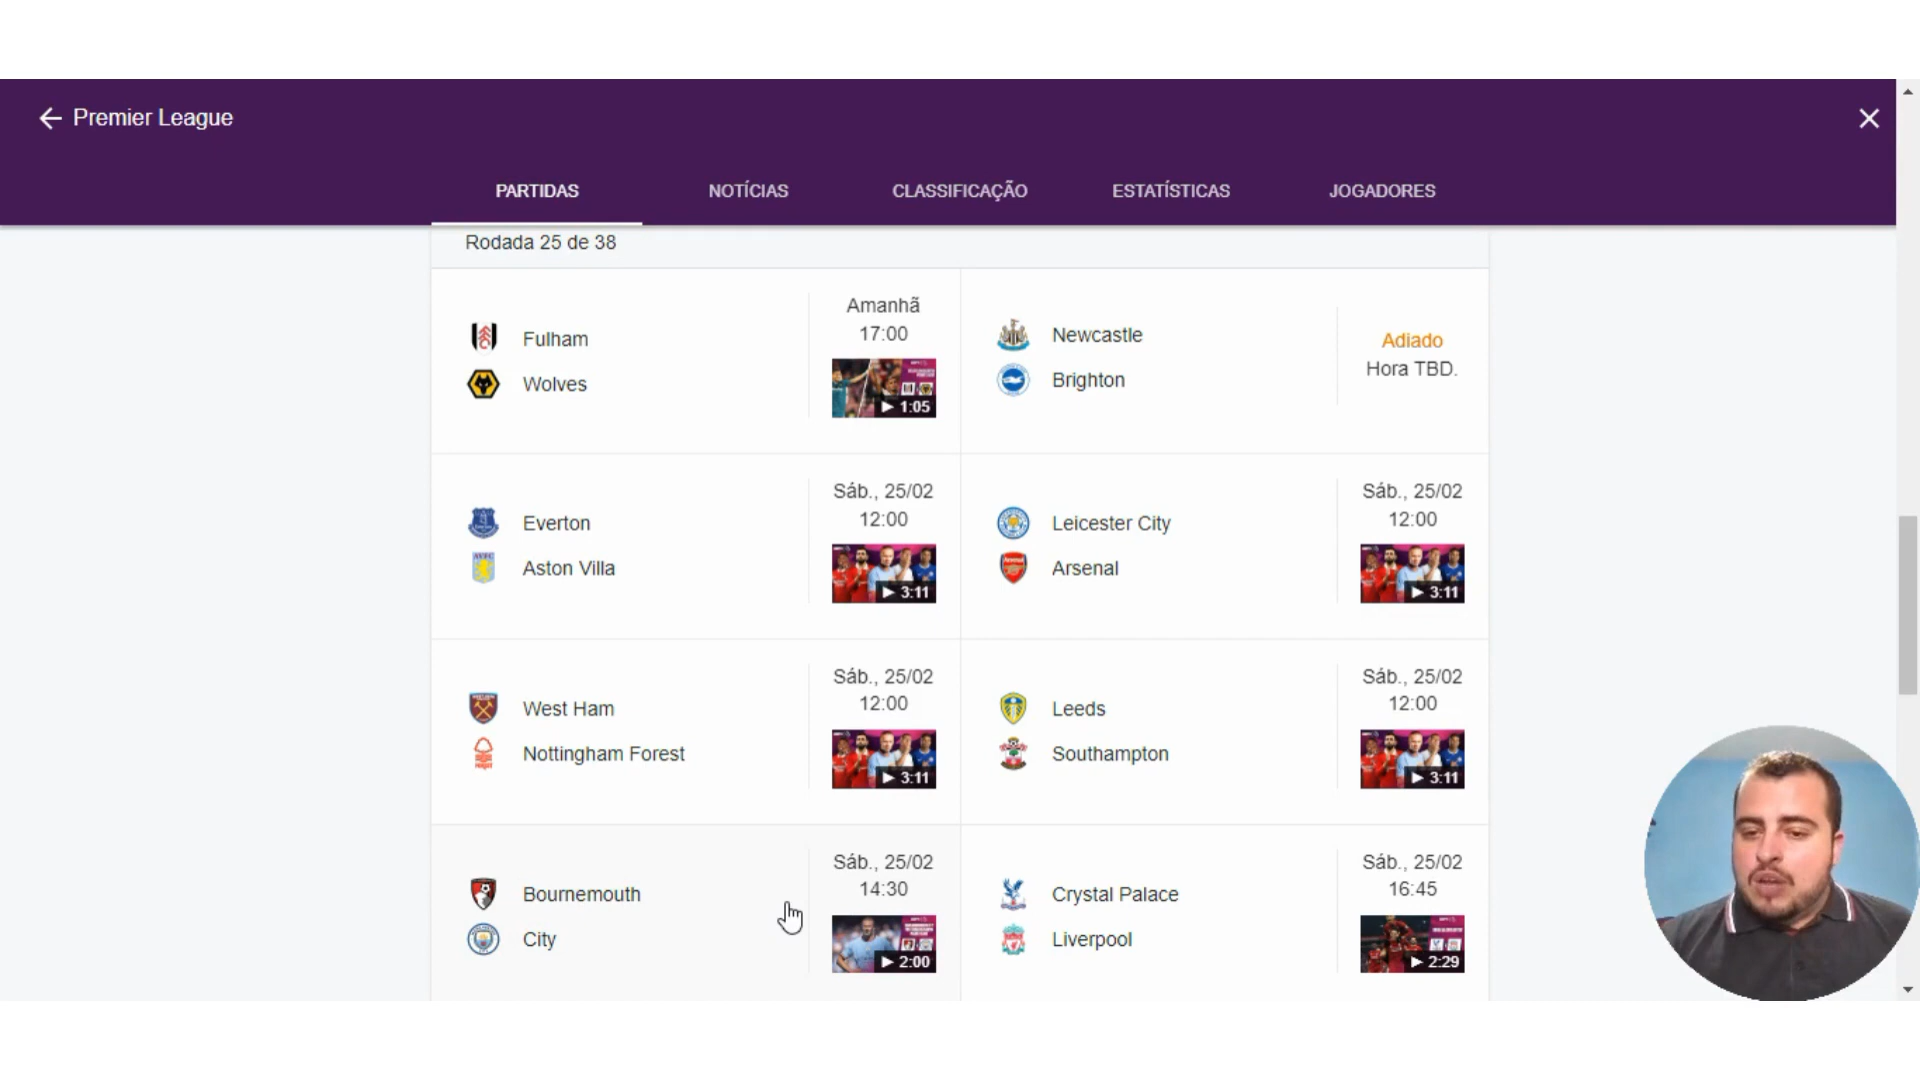 Premier League
PARTIDAS
NOTÍCIAS
CLASSIFICAÇÃO
ESTATÍSTICAS
JOGADORES
Rodada 25 de 38
Fulham
Wolves
Amanhã
17:00
1:05
Newcastle
Brighton
Adiado
Hora TBD.
Everton
Aston Villa
Sáb., 25/02
12:00
3:11
Leicester City
Arsenal
Sáb., 25/02
12:00
3:11
West Ham
Nottingham Forest
Sáb., 25/02
12:00
3:11
Leeds
Southampton
Sáb., 25/02
12:00
3:11
Bournemouth
City
Sáb., 25/02
14:30
2:00
Crystal Palace
Liverpool
Sáb., 25/02
16:45
2:29